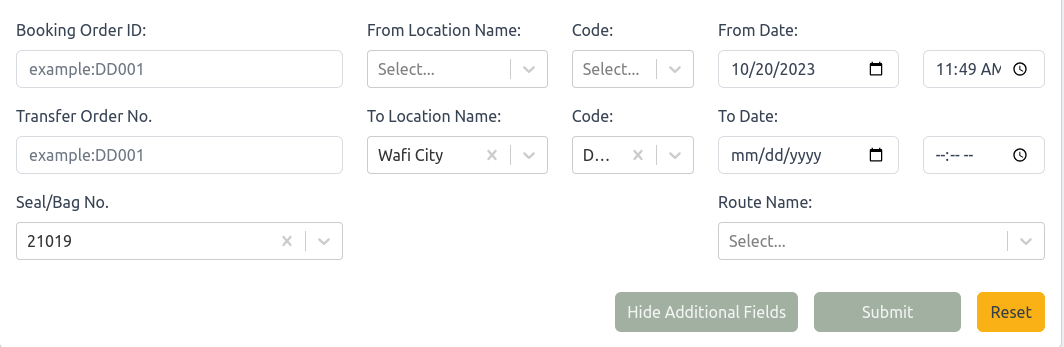 Booking Order ID: From Location Name: Code: From Date:
example:DD001 Select... Select... 10/20/2023 11:49 AM
Transfer Order No. To Location Name: Code: To Date:
example:DD001 Wafi City D... mm/dd/yyyy --:-- --
Seal/Bag No. Route Name:
21019 Select...
Hide Additional Fields Submit Reset